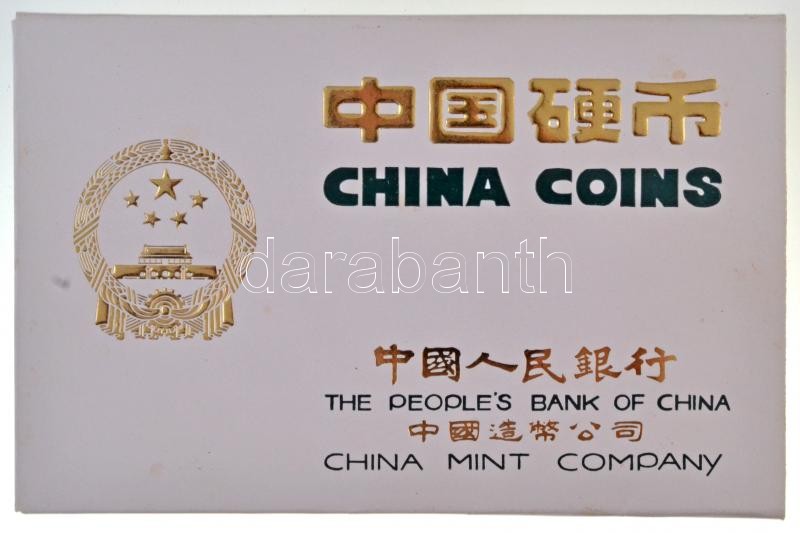 中国硬币
CHINA COINS
darabanth
中國人民銀行
THE PEOPLE'S BANK OF CHINA
中國造幣公司
CHINA MINT COMPANY